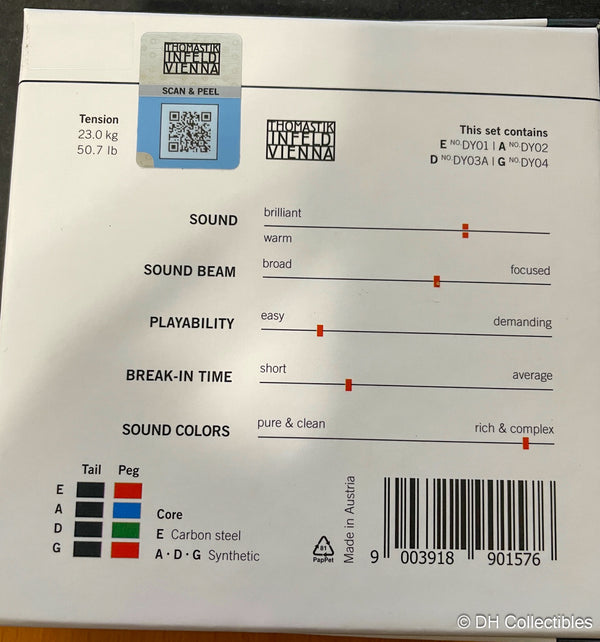 THOMASTIK
INFELD
VIENNA
SCAN & PEEL
Tension
23.0 kg
50.7 lb
THOMASTIK
INFELD
VIENNA
This set contains
E NO.DY01 | A NO.DY02
D NO.DY03A | G NO.DY04
SOUND
brilliant
warm
SOUND BEAM
broad
focused
PLAYABILITY
easy
demanding
BREAK-IN TIME
short
average
SOUND COLORS
pure & clean
rich & complex
Tail Peg
E
A
D
G
Core
E Carbon steel
A · D · G Synthetic
81
PapPet
Made in Austria
9 003918 901576
© DH Collectibles